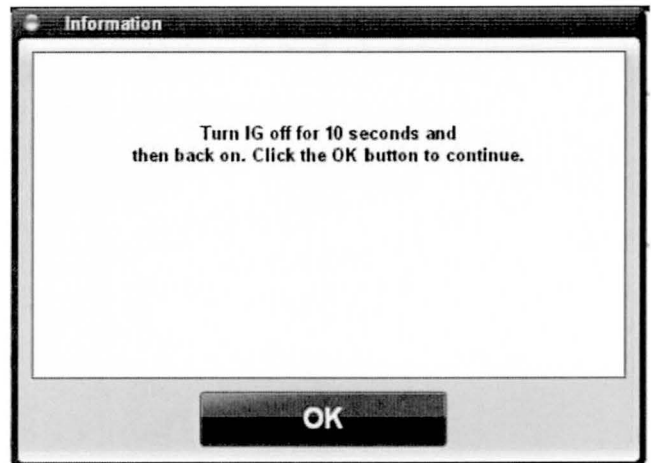 Information
Turn IG off for 10 seconds and
then back on. Click the OK button to continue.
OK